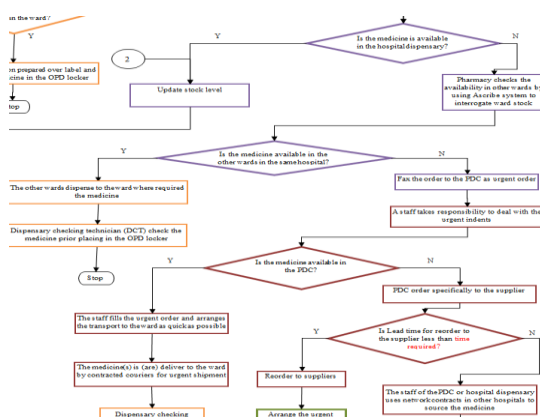 n the ward?
Y
Is the medicine is available
in the hospital dispensary?
Y
N
2
on prepared over label and
cine in the OPD locker
Update stock level
Pharmacy checks the
availability in other wards by
using Ascribe system to
interrogate ward stock
top
Y
Is the medicine available in the
other wards in the same hospital?
N
The other wards dispense to the ward where required
the medicine
Fax the order to the PDC as urgent order
Dispensary checking technician (DCT) check the
medicine prior placing in the OPD locker
A staff takes responsibility to deal with the
urgent indents
Stop
Y
Is the medicine available in
the PDC?
N
PDC order specifically to the supplier
The staff fills the urgent order and arranges
the transport to the ward as quick as possible
Y
Is Lead time for reorder to
the supplier less than time
required?
N
The medicine(s) is (are) deliver to the ward
by contracted couriers for urgent shipment
Reorder to suppliers
The staff of the PDC or hospital dispensary
uses network contracts in other hospitals to
source the medicine
Dispensary checking
Arrange the urgent